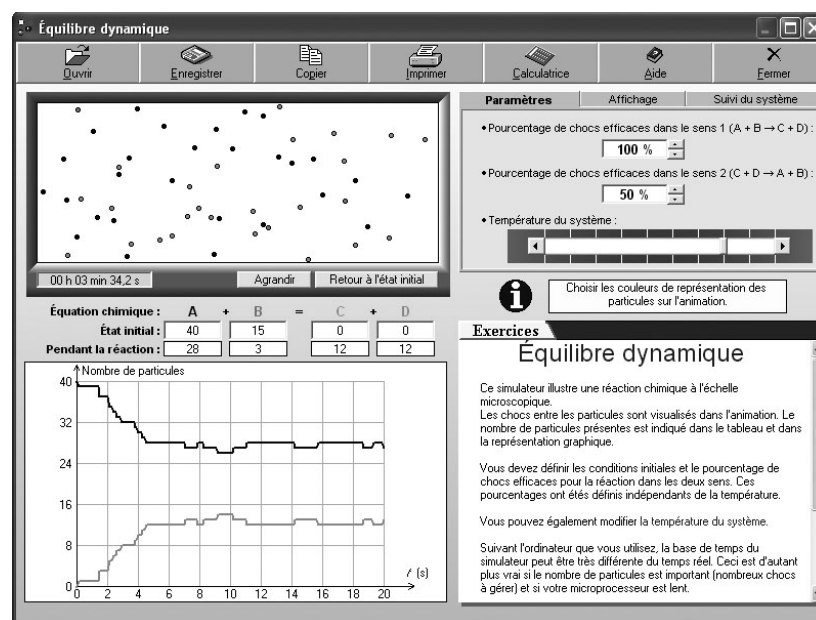 Équilibre dynamique
Ouvrir Enregistrer Copier Imprimer Calculatrice Aide Fermer
00 h 03 min 34,2 s Agrandir Retour à l'état initial
Équation chimique : A + B = C + D
État initial : 40 15 0 0
Pendant la réaction : 28 3 12 12
Nombre de particules
40
32
24
16
8
0
0 2 4 6 8 10 12 14 16 18 20
t (s)
Paramètres Affichage Suivi du système
•Pourcentage de chocs efficaces dans le sens 1 (A + B → C + D) :
100 %
•Pourcentage de chocs efficaces dans le sens 2 (C + D → A + B) :
50 %
•Température du système :
Choisir les couleurs de représentation des
particules sur l'animation.
Exercices
Équilibre dynamique
Ce simulateur illustre une réaction chimique à l'échelle
microscopique.
Les chocs entre les particules sont visualisés dans l'animation. Le
nombre de particules présentes est indiqué dans le tableau et dans
la représentation graphique.
Vous devez définir les conditions initiales et le pourcentage de
chocs efficaces pour la réaction dans les deux sens. Ces
pourcentages ont étés définis indépendants de la température.
Vous pouvez également modifier la température du système.
Suivant l'ordinateur que vous utilisez, la base de temps du
simulateur peut être très différente du temps réel. Ceci est d'autant
plus vrai si le nombre de particules est important (nombreux chocs
à gérer) et si votre microprocesseur est lent.